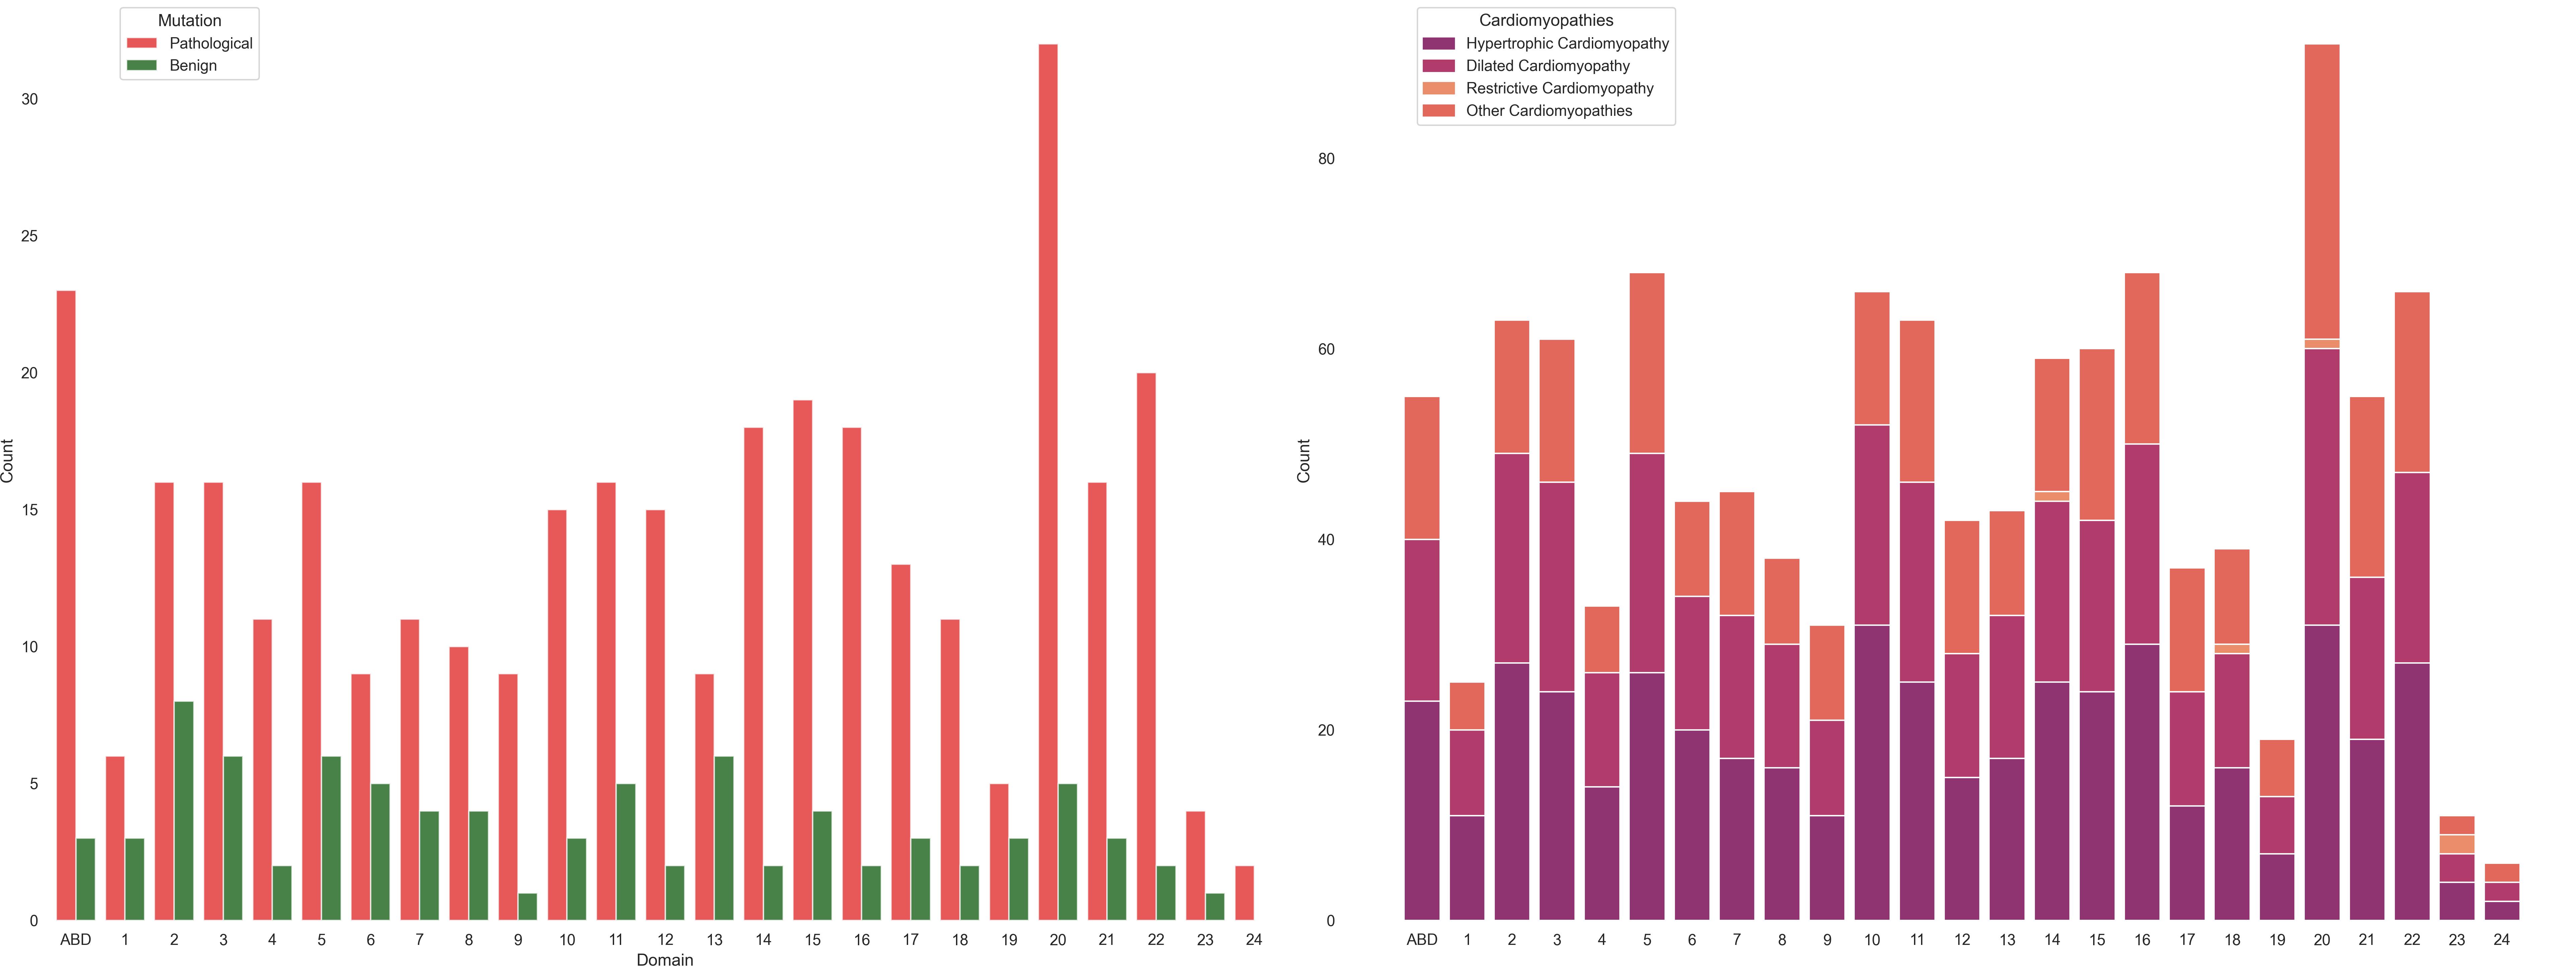 Mutation
Pathological
Benign
30
25
20
15
10
5
0
Count
ABD 1 2 3 4 5 6 7 8 9 10 11 12 13 14 15 16 17 18 19 20 21 22 23 24
Domain
Cardiomyopathies
Hypertrophic Cardiomyopathy
Dilated Cardiomyopathy
Restrictive Cardiomyopathy
Other Cardiomyopathies
80
60
40
20
0
Count
ABD 1 2 3 4 5 6 7 8 9 10 11 12 13 14 15 16 17 18 19 20 21 22 23 24